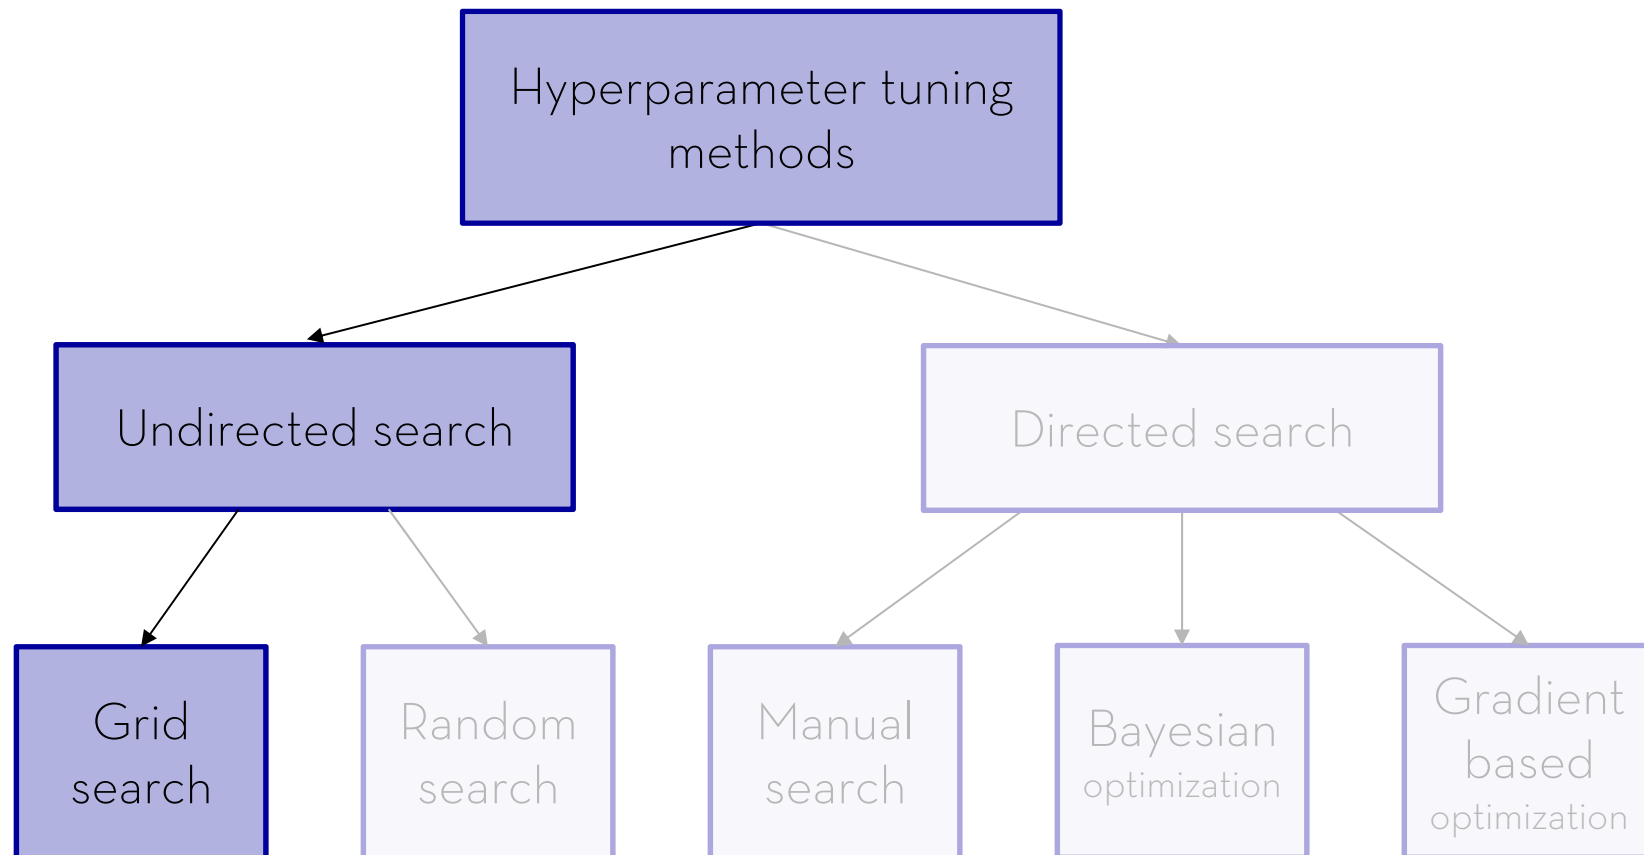 Hyperparameter tuning
methods
Undirected search
Directed search
Grid
search
Random
search
Manual
search
Bayesian
optimization
Gradient
based
optimization